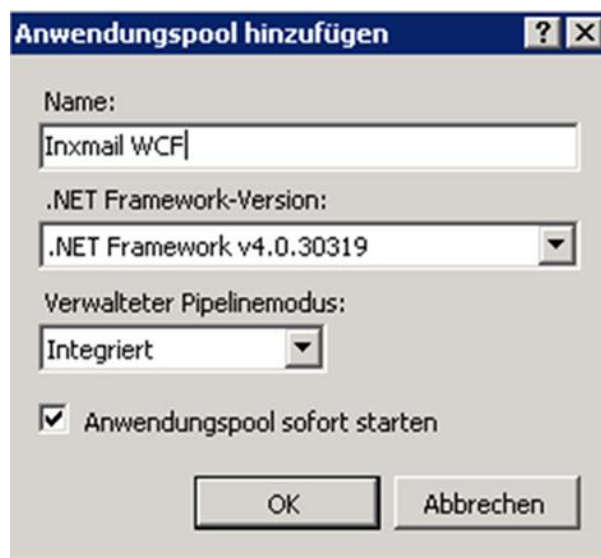 Anwendungspool hinzufügen
Name:
Inxmail WCF
.NET Framework-Version:
.NET Framework v4.0.30319
Verwalteter Pipelinemodus:
Integriert
Anwendungspool sofort starten
OK Abbrechen